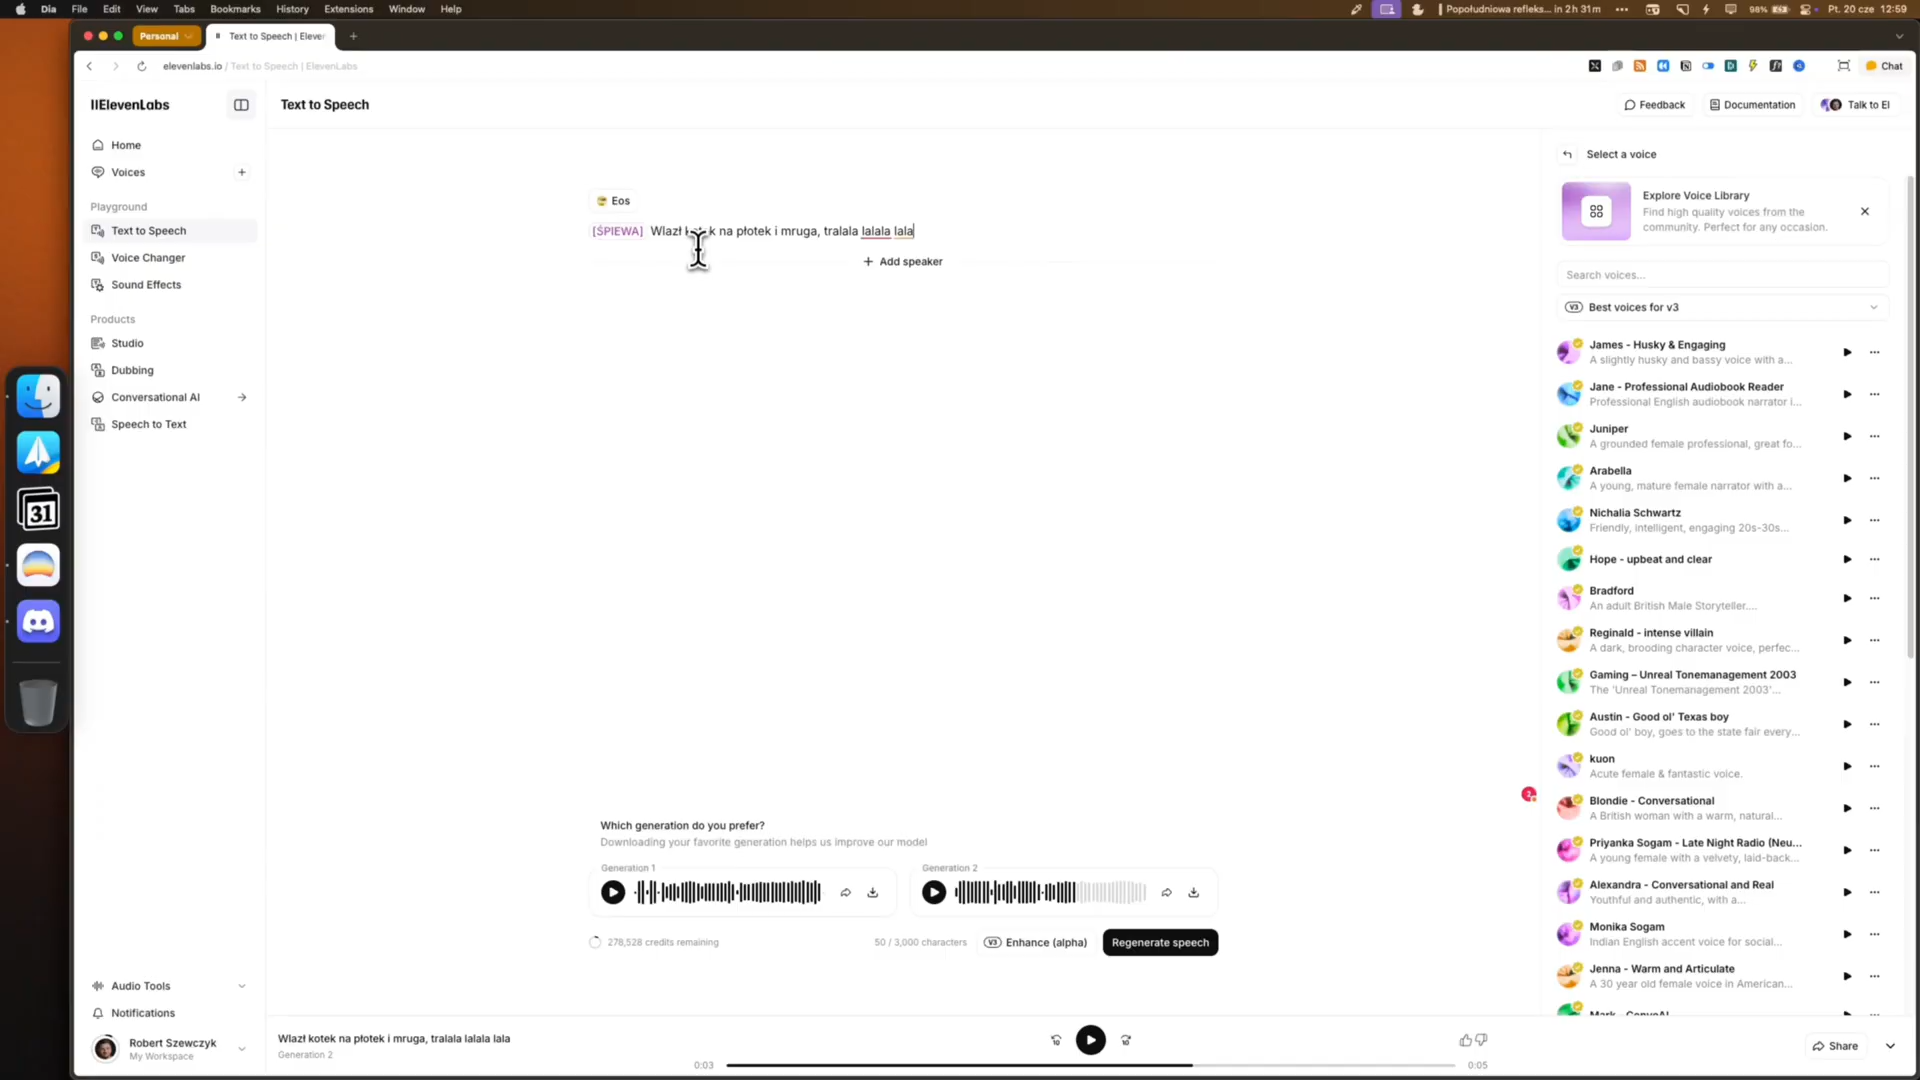 Dia File Edit View Tabs Bookmarks History Extensions Window Help
Popołudniowa refleks... in 2 h 31 m ••• 98% Pt. 20 cze 12:59
Personal Text to Speech | Eleven
elevenlabs.io / Text to Speech | ElevenLabs
Chat
IIElevenLabs
Text to Speech
Feedback Documentation Talk to El
Home
Voices
Playground
Text to Speech
Voice Changer
Sound Effects
Products
Studio
Dubbing
Conversational AI
Speech to Text
Audio Tools
Notifications
Robert Szewczyk
My Workspace
Eos
[ŚPIEWA] Wlazł k k na płotek i mruga, tralala lalala lala
+ Add speaker
Which generation do you prefer?
Downloading your favorite generation helps us improve our model
Generation 1
Generation 2
278,528 credits remaining
50 / 3,000 characters
V3 Enhance (alpha)
Regenerate speech
Select a voice
Explore Voice Library
Find high quality voices from the
community. Perfect for any occasion.
Search voices...
V3 Best voices for v3
James - Husky & Engaging
A slightly husky and bassy voice with a...
Jane - Professional Audiobook Reader
Professional English audiobook narrator i...
Juniper
A grounded female professional, great fo...
Arabella
A young, mature female narrator with a...
Nichalia Schwartz
Friendly, intelligent, engaging 20s-30s...
Hope - upbeat and clear
Bradford
An adult British Male Storyteller....
Reginald - intense villain
A dark, brooding character voice, perfec...
Gaming – Unreal Tonemanagement 2003
The 'Unreal Tonemanagement 2003'...
Austin - Good ol' Texas boy
Good ol' boy, goes to the state fair every...
kuon
Acute female & fantastic voice.
Blondie - Conversational
A British woman with a warm, natural...
Priyanka Sogam - Late Night Radio (Neu...
A young female with a velvety, laid-back...
Alexandra - Conversational and Real
Youthful and authentic, with a...
Monika Sogam
Indian English accent voice for social...
Jenna - Warm and Articulate
A 30 year old female voice in American...
Wlazł kotek na płotek i mruga, tralala lalala lala
Generation 2
0:03
0:05
Share
31